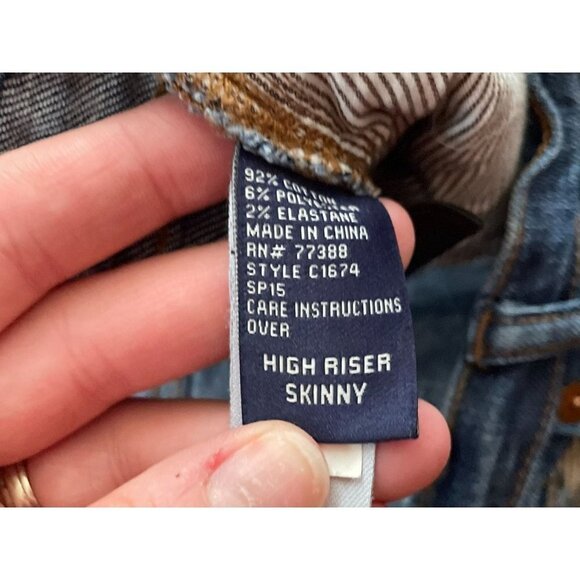 92% COTTON
6% POLYESTER
2% ELASTANE
MADE IN CHINA
RN# 77388
STYLE C1674
SP15
CARE INSTRUCTIONS
OVER
HIGH RISER
SKINNY